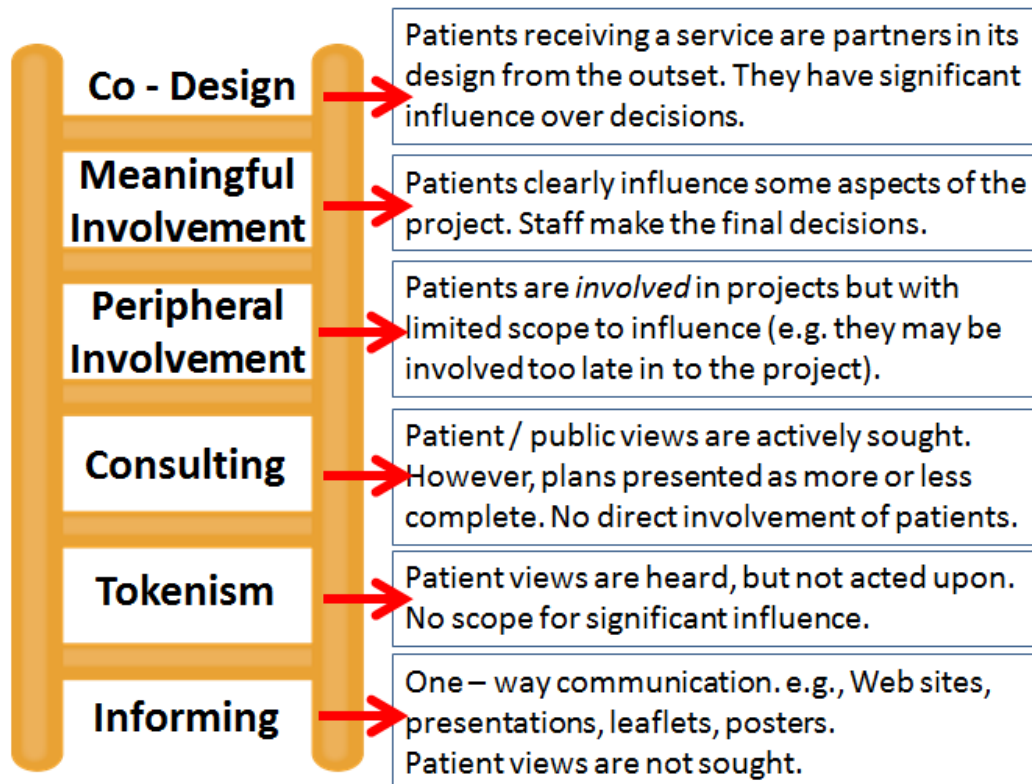 Co - Design
Patients receiving a service are partners in its
design from the outset. They have significant
influence over decisions.
Meaningful
Involvement
Patients clearly influence some aspects of the
project. Staff make the final decisions.
Peripheral
Involvement
Patients are involved in projects but with
limited scope to influence (e.g. they may be
involved too late in to the project).
Consulting
Patient / public views are actively sought.
However, plans presented as more or less
complete. No direct involvement of patients.
Tokenism
Patient views are heard, but not acted upon.
No scope for significant influence.
Informing
One – way communication. e.g., Web sites,
presentations, leaflets, posters.
Patient views are not sought.